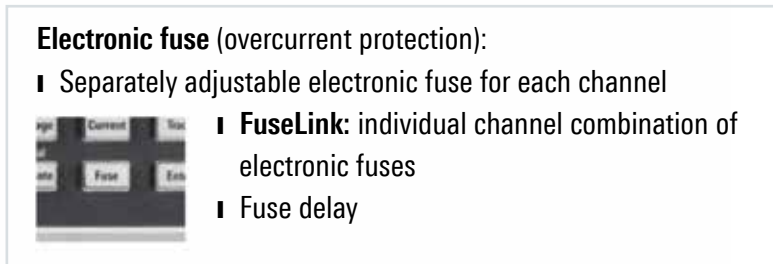 Electronic fuse (overcurrent protection):
❙ Separately adjustable electronic fuse for each channel
❙ FuseLink: individual channel combination of
electronic fuses
❙ Fuse delay
Current
Fuse